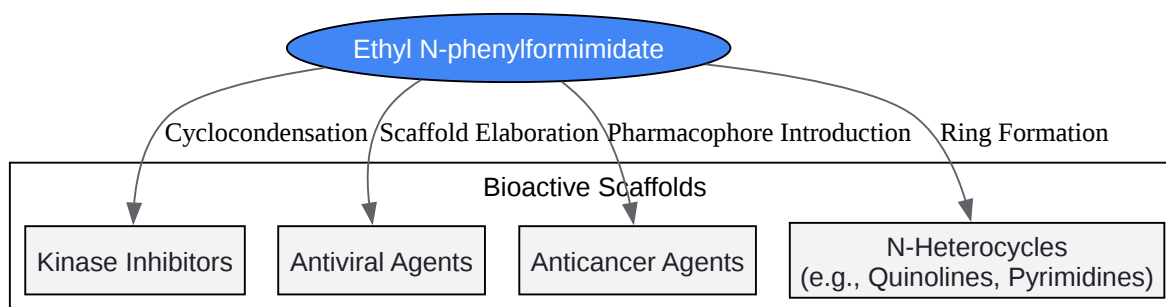 Ethyl N-phenylformimidate
Cyclocondensation
Scaffold Elaboration
Pharmacophore Introduction
Ring Formation
Bioactive Scaffolds
Kinase Inhibitors
Antiviral Agents
Anticancer Agents
N-Heterocycles
(e.g., Quinolines, Pyrimidines)